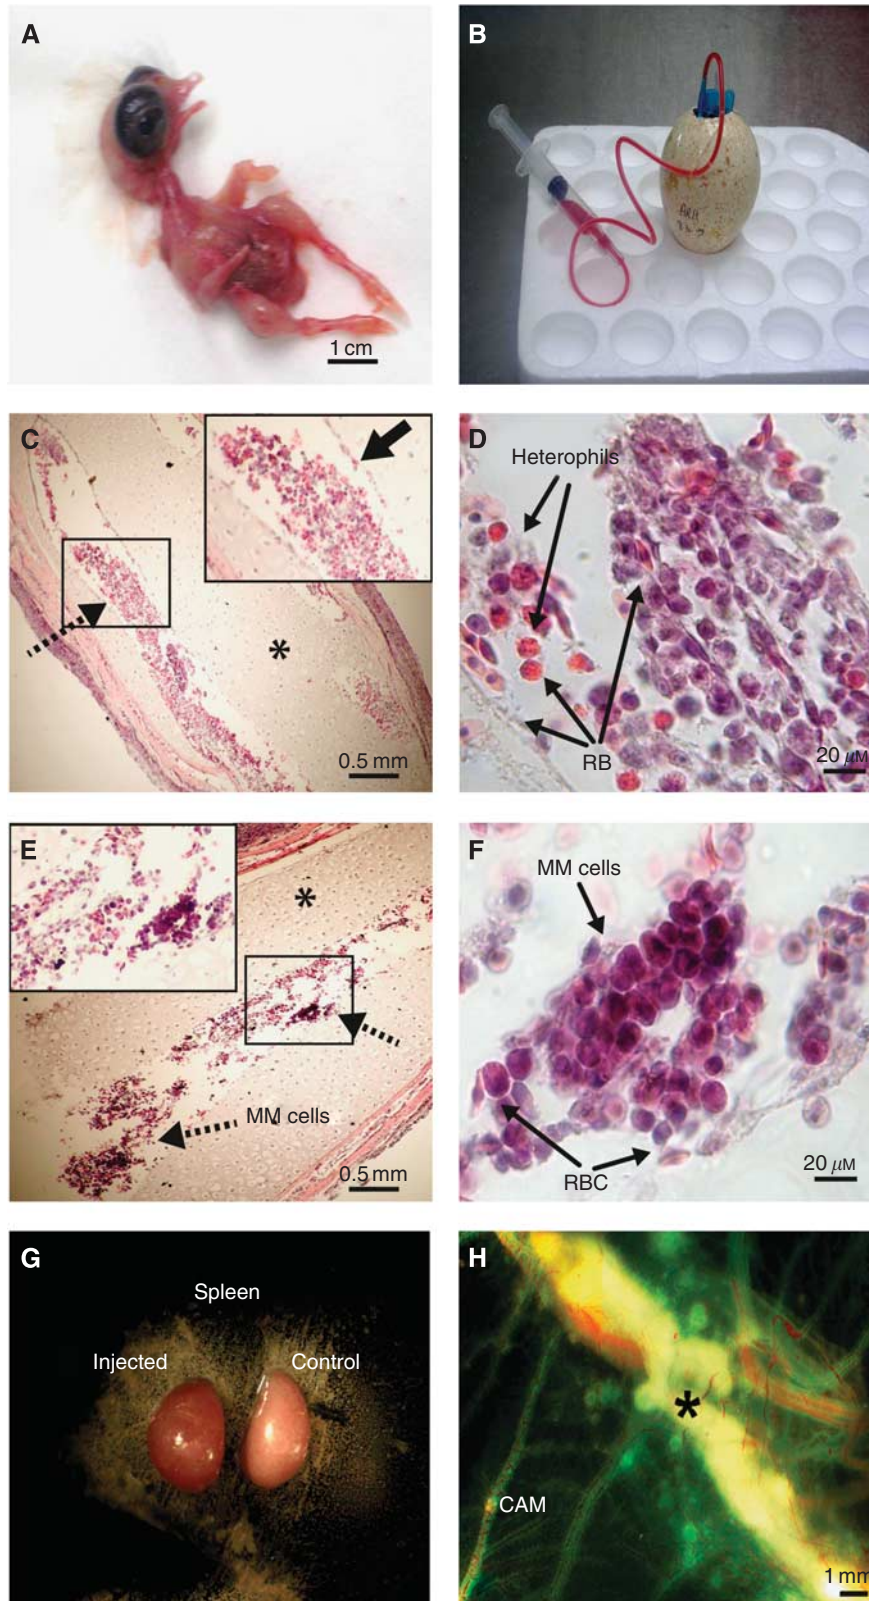 A
1 cm
B
C
0.5 mm
D
Heterophils
RB
20 μM
E
MM cells
0.5 mm
F
MM cells
RBC
20 μM
G
Spleen
Injected
Control
H
CAM
1 mm